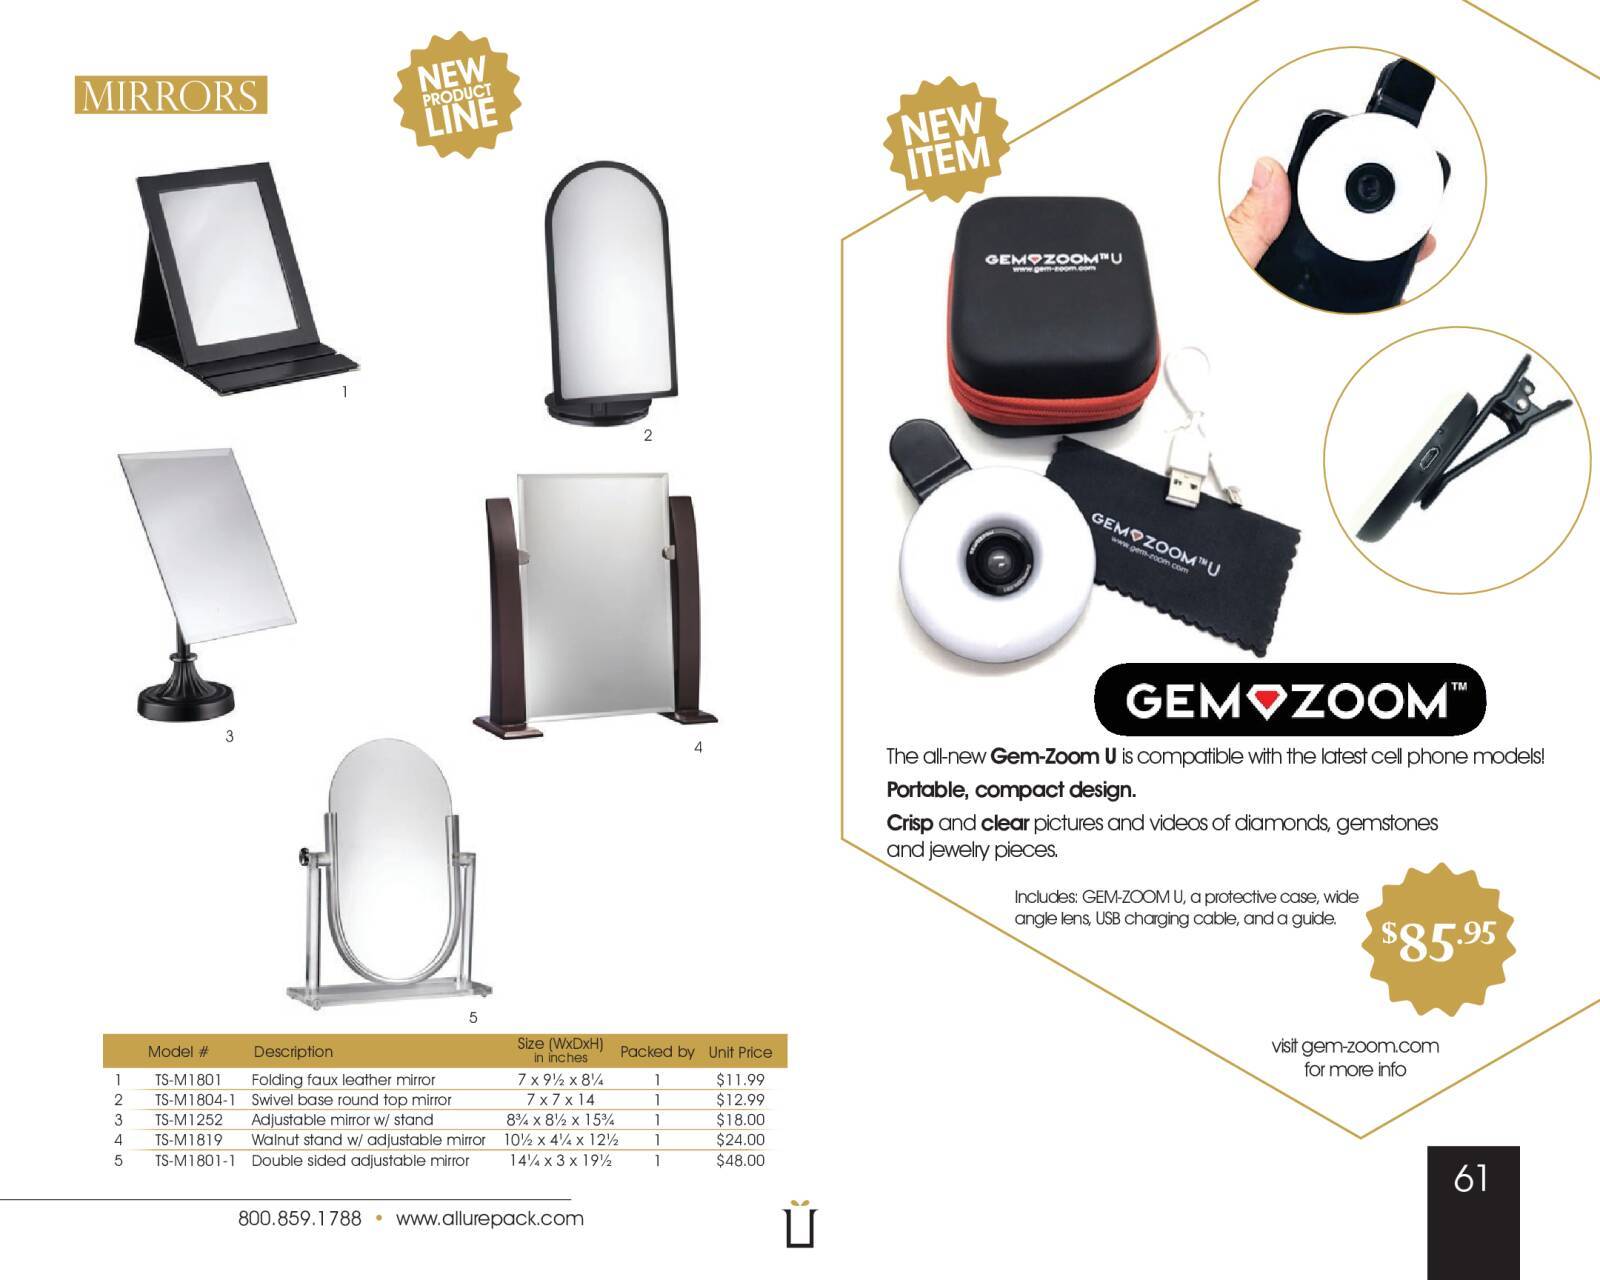 MIRRORS
NEW
PRODUCT
LINE
1
2
3
4
5
Model # Description Size (WxDxH) in inches Packed by Unit Price
1 TS-M1801 Folding faux leather mirror 7 x 9½ x 8¼ 1 $11.99
2 TS-M1804-1 Swivel base round top mirror 7 x 7 x 14 1 $12.99
3 TS-M1252 Adjustable mirror w/ stand 8¾ x 8½ x 15¾ 1 $18.00
4 TS-M1819 Walnut stand w/ adjustable mirror 10½ x 4¼ x 12½ 1 $24.00
5 TS-M1801-1 Double sided adjustable mirror 14¼ x 3 x 19½ 1 $48.00
800.859.1788 • www.allurepack.com
NEW
ITEM
GEM ZOOM™ U
www.gem-zoom.com
GEM ZOOM™ U
www.gem-zoom.com
GEM ZOOM™
The all-new Gem-Zoom U is compatible with the latest cell phone models!
Portable, compact design.
Crisp and clear pictures and videos of diamonds, gemstones
and jewelry pieces.
Includes: GEM-ZOOM U, a protective case, wide
angle lens, USB charging cable, and a guide.
$85.95
visit gem-zoom.com
for more info
61